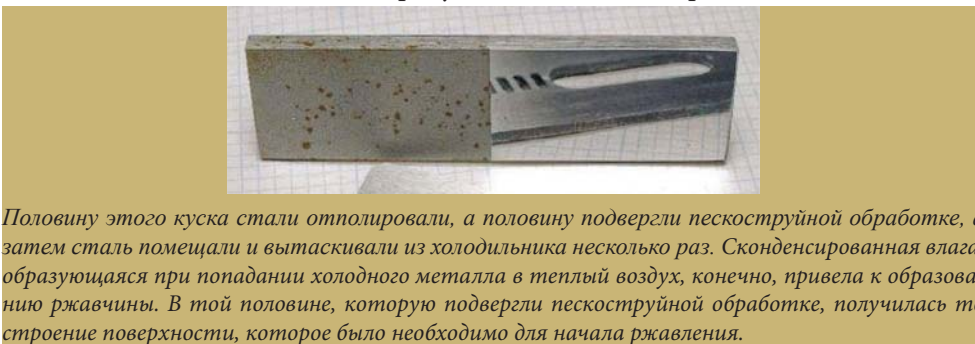 Половину этого куска стали отполировали, а половину подвергли пескоструйной обработке, а
затем сталь помещали и вытаскивали из холодильника несколько раз. Сконденсированная влага,
образующаяся при попадании холодного металла в теплый воздух, конечно, привела к образова-
нию ржавчины. В той половине, которую подвергли пескоструйной обработке, получилась то
строение поверхности, которое было необходимо для начала ржавления.